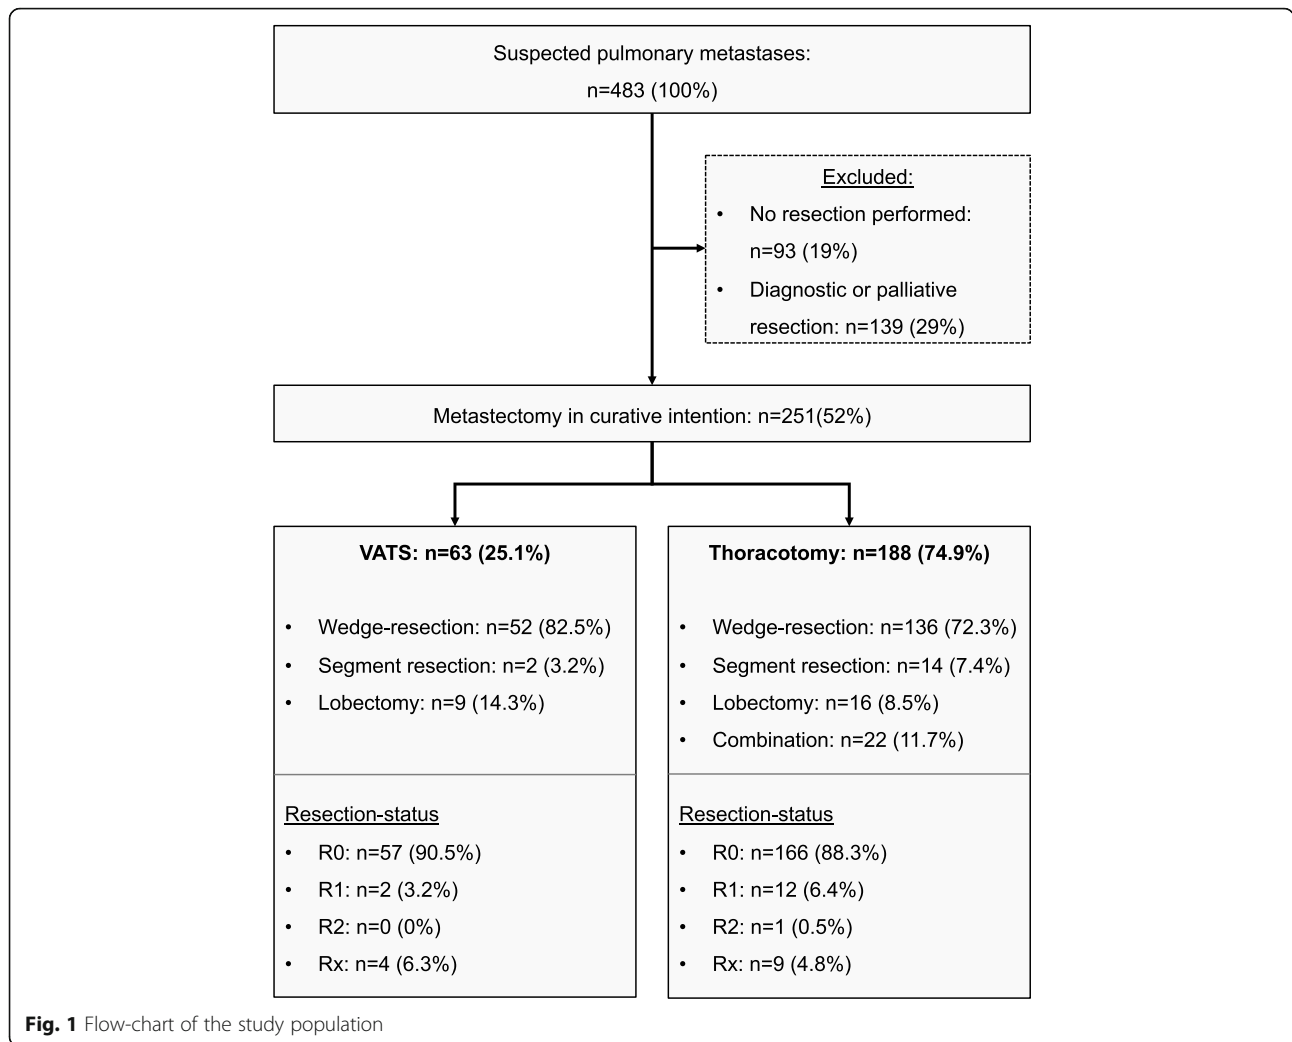 Suspected pulmonary metastases:
n=483 (100%)
Excluded:
• No resection performed:
n=93 (19%)
• Diagnostic or palliative
resection: n=139 (29%)
Metastectomy in curative intention: n=251(52%)
VATS: n=63 (25.1%)
• Wedge-resection: n=52 (82.5%)
• Segment resection: n=2 (3.2%)
• Lobectomy: n=9 (14.3%)
Resection-status
• R0: n=57 (90.5%)
• R1: n=2 (3.2%)
• R2: n=0 (0%)
• Rx: n=4 (6.3%)
Thoracotomy: n=188 (74.9%)
• Wedge-resection: n=136 (72.3%)
• Segment resection: n=14 (7.4%)
• Lobectomy: n=16 (8.5%)
• Combination: n=22 (11.7%)
Resection-status
• R0: n=166 (88.3%)
• R1: n=12 (6.4%)
• R2: n=1 (0.5%)
• Rx: n=9 (4.8%)
Fig. 1 Flow-chart of the study population